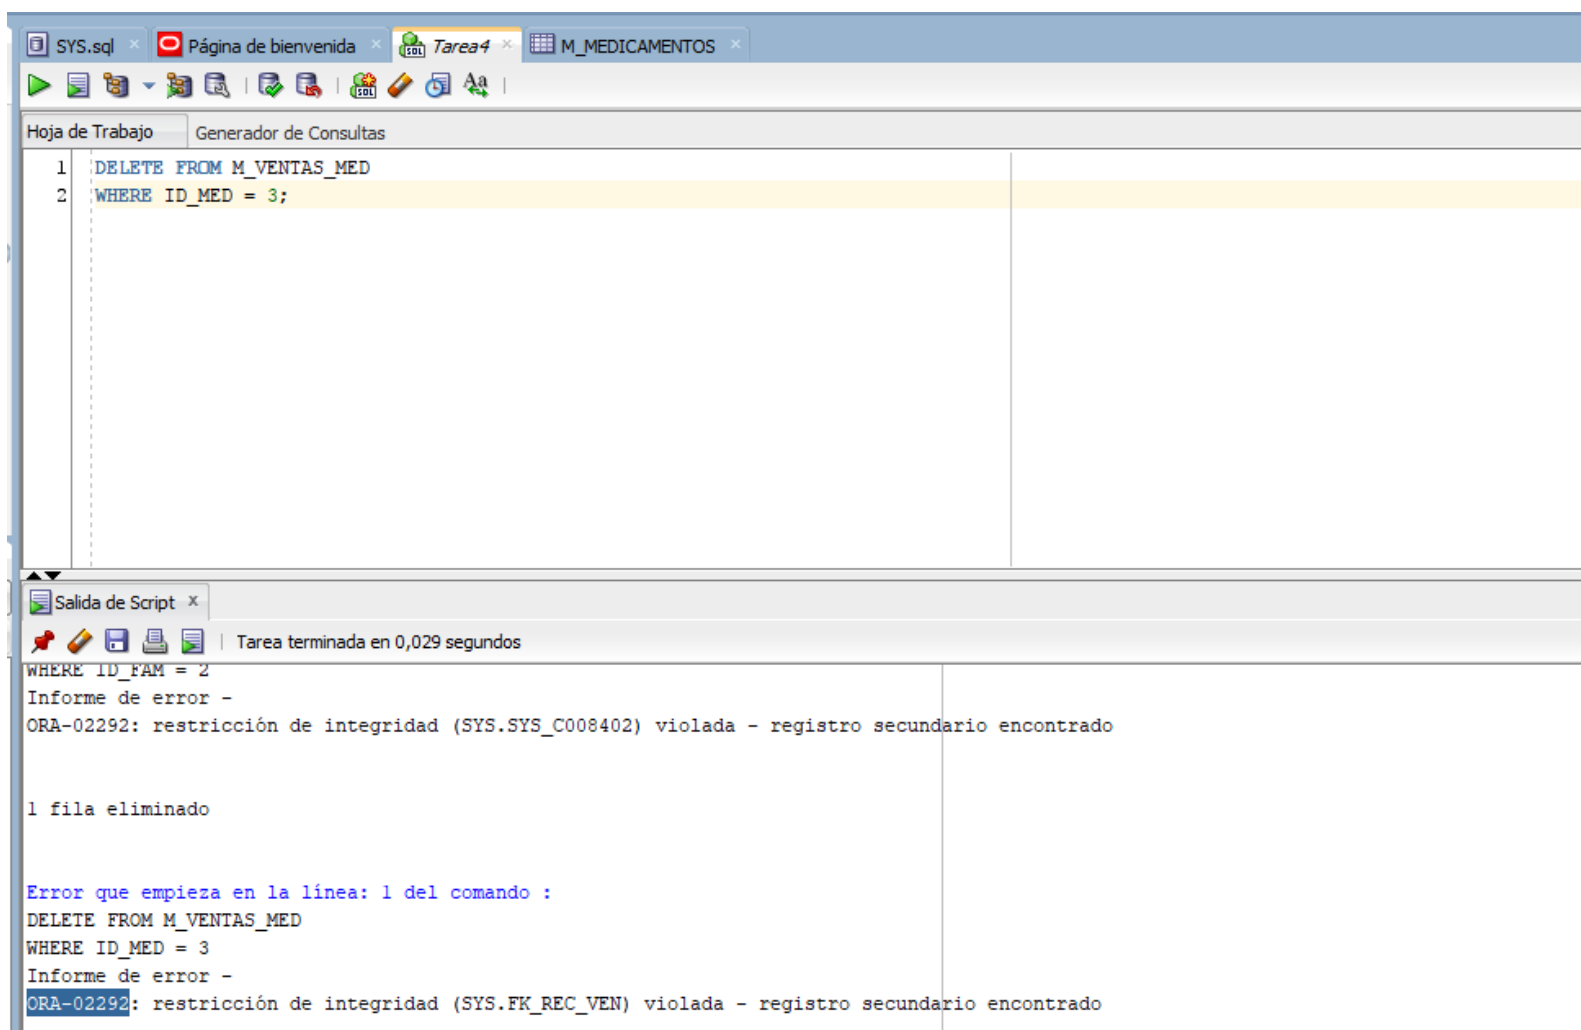 SYS.sql Página de bienvenida Tarea4 M_MEDICAMENTOS
Hoja de Trabajo Generador de Consultas
1 DELETE FROM M_VENTAS_MED
2 WHERE ID_MED = 3;
Salida de Script
Tarea terminada en 0,029 segundos
WHERE ID_FAM = 2
Informe de error -
ORA-02292: restricción de integridad (SYS.SYS_C008402) violada - registro secundario encontrado
1 fila eliminado
Error que empieza en la línea: 1 del comando :
DELETE FROM M_VENTAS_MED
WHERE ID_MED = 3
Informe de error -
ORA-02292: restricción de integridad (SYS.FK_REC_VEN) violada - registro secundario encontrado